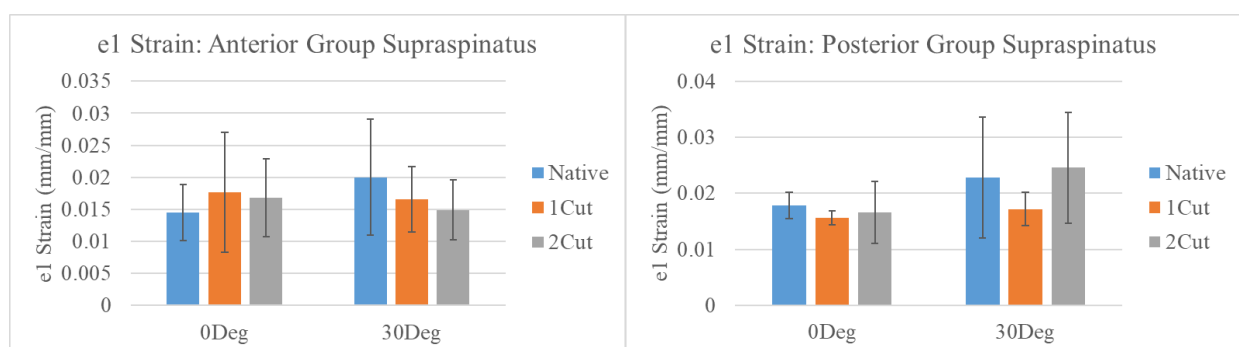 e1 Strain: Anterior Group Supraspinatus
e1 Strain (mm/mm)
0.035
0.03
0.025
0.02
0.015
0.01
0.005
0
0Deg
30Deg
Native
1Cut
2Cut
e1 Strain: Posterior Group Supraspinatus
e1 Strain (mm/mm)
0.04
0.03
0.02
0.01
0
0Deg
30Deg
Native
1Cut
2Cut